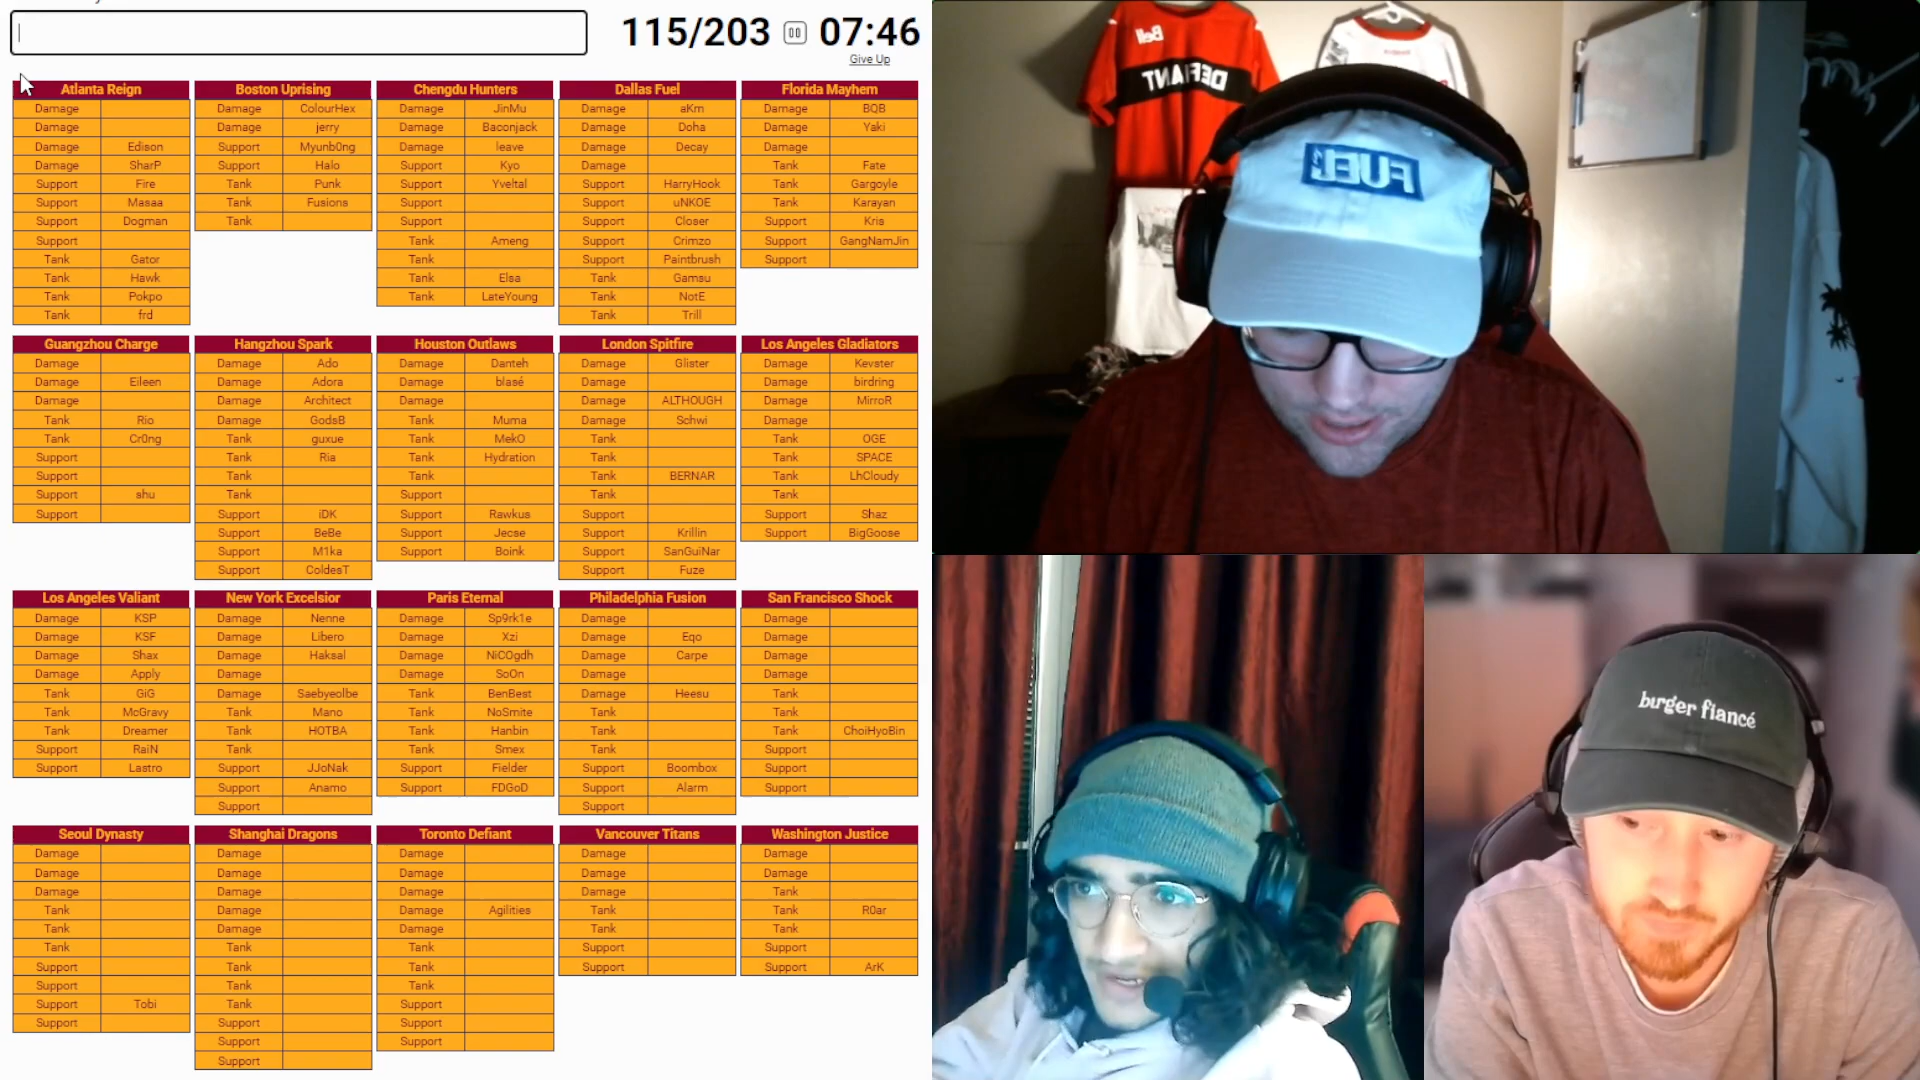 115/203 07:46
Give Up
Atlanta Reign
Damage
Damage
Damage Edison
Damage SharP
Support Fire
Support Masaa
Support Dogman
Support
Tank Gator
Tank Hawk
Tank Pokpo
Tank frd
Boston Uprising
Damage ColourHex
Damage jerry
Support Myunb0ng
Support Halo
Tank Punk
Tank Fusions
Tank
Chengdu Hunters
Damage JinMu
Damage Baconjack
Damage leave
Support Kyo
Support Yveltal
Support
Support
Tank Ameng
Tank
Tank Elsa
Tank LateYoung
Dallas Fuel
Damage aKm
Damage Doha
Damage Decay
Damage
Support HarryHook
Support uNKOE
Support Closer
Support Crimzo
Support Paintbrush
Tank Gamsu
Tank NotE
Tank Trill
Florida Mayhem
Damage BQB
Damage Yaki
Damage
Tank Fate
Tank Gargoyle
Tank Karayan
Support Kris
Support GangNamJin
Support
Guangzhou Charge
Damage
Damage Eileen
Damage
Tank Rio
Tank Cr0ng
Support
Support
Support shu
Support
Hangzhou Spark
Damage Ado
Damage Adora
Damage Architect
Damage GodsB
Tank guxue
Tank Ria
Tank
Tank
Support iDK
Support BeBe
Support M1ka
Support ColdesT
Houston Outlaws
Damage Danteh
Damage blasé
Damage
Tank Muma
Tank MekO
Tank Hydration
Tank
Support
Support Rawkus
Support Jecse
Support Boink
London Spitfire
Damage Glister
Damage
Damage ALTHOUGH
Damage Schwi
Tank
Tank
Tank BERNAR
Tank
Support
Support Krillin
Support SanGuiNar
Support Fuze
Los Angeles Gladiators
Damage Kevster
Damage birdring
Damage MirroR
Damage
Tank OGE
Tank SPACE
Tank LhCloudy
Tank
Support Shaz
Support BigGoose
Los Angeles Valiant
Damage KSP
Damage KSF
Damage Shax
Damage Apply
Tank GiG
Tank McGravy
Tank Dreamer
Support RaiN
Support Lastro
New York Excelsior
Damage Nenne
Damage Libero
Damage Haksal
Damage
Damage Saebyeolbe
Tank Mano
Tank HOTBA
Tank
Support JJoNak
Support Anamo
Support
Paris Eternal
Damage Sp9rk1e
Damage Xzi
Damage NiCOgdh
Damage SoOn
Tank BenBest
Tank NoSmite
Tank Hanbin
Tank Smex
Support Fielder
Support FDGoD
Philadelphia Fusion
Damage
Damage Eqo
Damage Carpe
Damage
Damage Heesu
Tank
Tank
Tank
Support Boombox
Support Alarm
Support
San Francisco Shock
Damage
Damage
Damage
Damage
Tank
Tank
Tank ChoiHyoBin
Support
Support
Support
Seoul Dynasty
Damage
Damage
Damage
Tank
Damage
Tank
Support
Support
Support Tobi
Support
Shanghai Dragons
Damage
Damage
Damage
Damage
Damage
Tank
Tank
Tank
Tank
Support
Support
Support
Toronto Defiant
Damage
Damage
Damage
Damage Agilities
Damage
Tank
Tank
Tank
Support
Support
Support
Vancouver Titans
Damage
Damage
Damage
Tank
Tank
Support
Support
Washington Justice
Damage
Damage
Tank
Tank R0ar
Tank
Support
Support ArK
Bell
DEFIANT
FUEL
burger fiancé